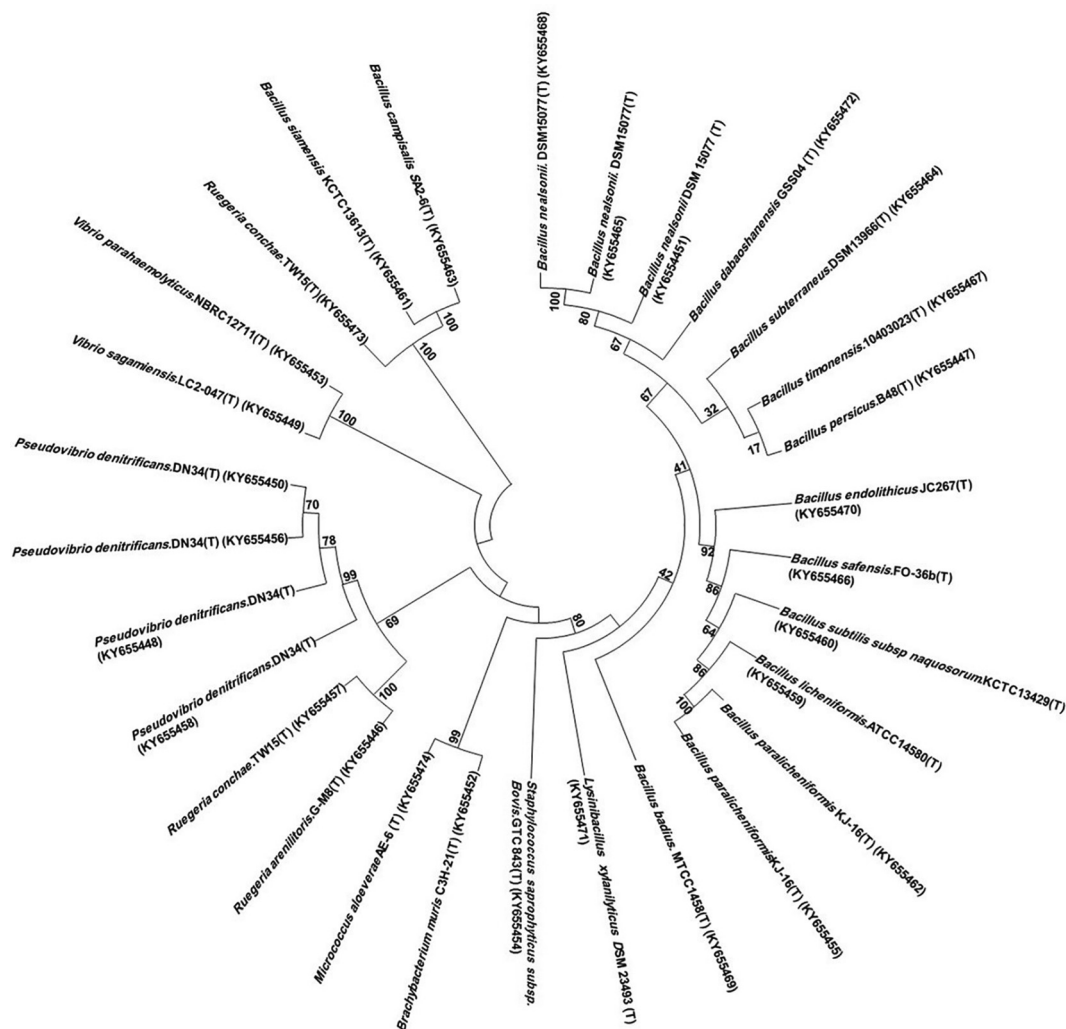 Bacillus nealsonii. DSM15077(T) (KY655468)
Bacillus nealsonii. DSM15077(T)
(KY655465)
Bacillus nealsonii DSM 15077 (T)
(KY6554451)
Bacillus dabaoshanensis GSS04 (T) (KY655472)
Bacillus subterraneus.DSM13966(T) (KY655464)
Bacillus timonensis.10403023(T) (KY655467)
Bacillus persicus.B48(T) (KY655447)
Bacillus endolithicus JC267(T)
(KY655470)
Bacillus safensis.FO-36b(T)
(KY655466)
Bacillus subtilis subsp naquosorum.KCTC13429(T)
(KY655460)
Bacillus licheniformis.ATCC14580(T)
(KY655459)
Bacillus paralicheniformis KJ-16(T) (KY655462)
Bacillus paralicheniformisKJ-16(T) (KY655455)
Bacillus badius. MTCC1458(T) (KY655469)
Lysinibacillus xylanilyticus DSM 23493 (T)
(KY655471)
Staphylococcus saprophyticus subsp.
Bovis.GTC 843(T) (KY655454)
Brachybacterium muris C3H-21(T) (KY655452)
Micrococcus aloeverae AE-6 (T) (KY655474)
Ruegeria arenilitoris.G-M8(T) (KY655446)
Ruegeria conchae.TW15(T) (KY655457)
Pseudovibrio denitrificans.DN34(T)
(KY655458)
Pseudovibrio denitrificans.DN34(T)
(KY655448)
Pseudovibrio denitrificans.DN34(T) (KY655456)
Pseudovibrio denitrificans.DN34(T) (KY655450)
Vibrio sagamiensis.LC2-047(T) (KY655449)
Vibrio parahaemolyticus.NBRC12711(T) (KY655453)
Ruegeria conchae.TW15(T)(KY655473)
Bacillus siamensis KCTC13613(T) (KY655461)
Bacillus campisalis SA2-6(T) (KY655463)
100
80
67
67
32
17
41
92
86
64
86
100
42
80
99
100
69
99
78
70
100
100
100